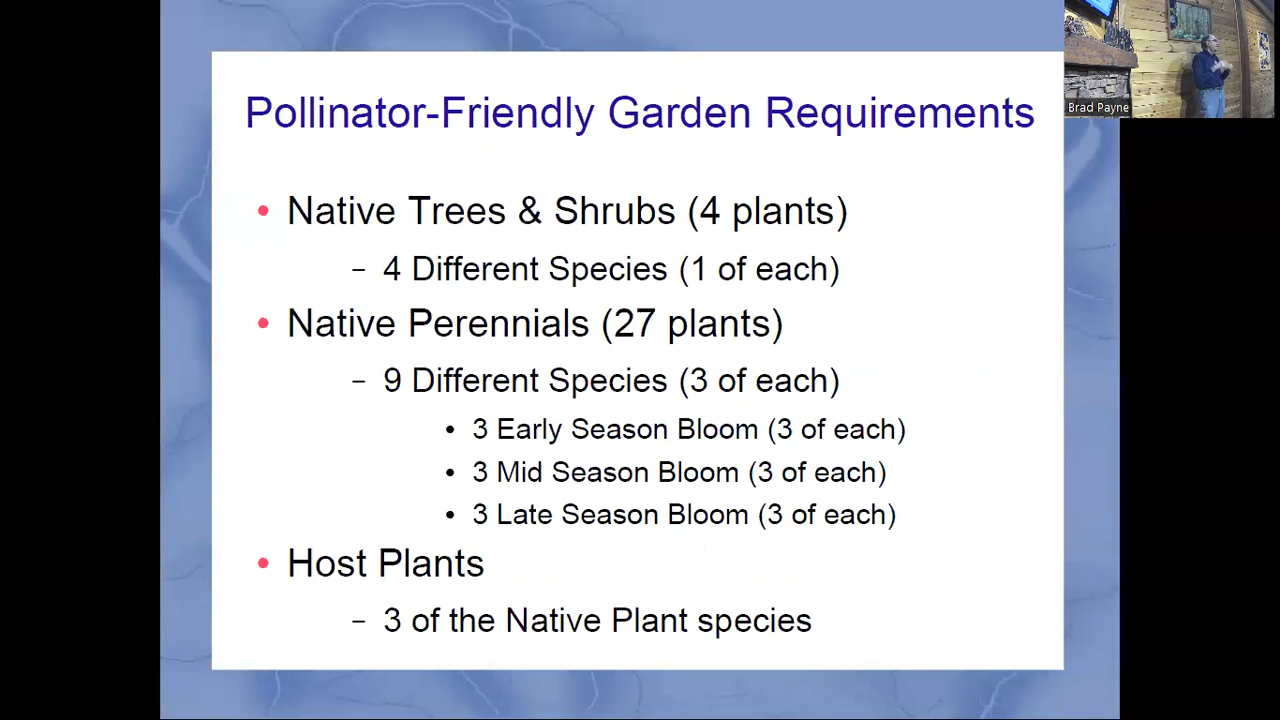 Pollinator-Friendly Garden Requirements
• Native Trees & Shrubs (4 plants)
– 4 Different Species (1 of each)
• Native Perennials (27 plants)
– 9 Different Species (3 of each)
• 3 Early Season Bloom (3 of each)
• 3 Mid Season Bloom (3 of each)
• 3 Late Season Bloom (3 of each)
• Host Plants
– 3 of the Native Plant species
Brad Payne